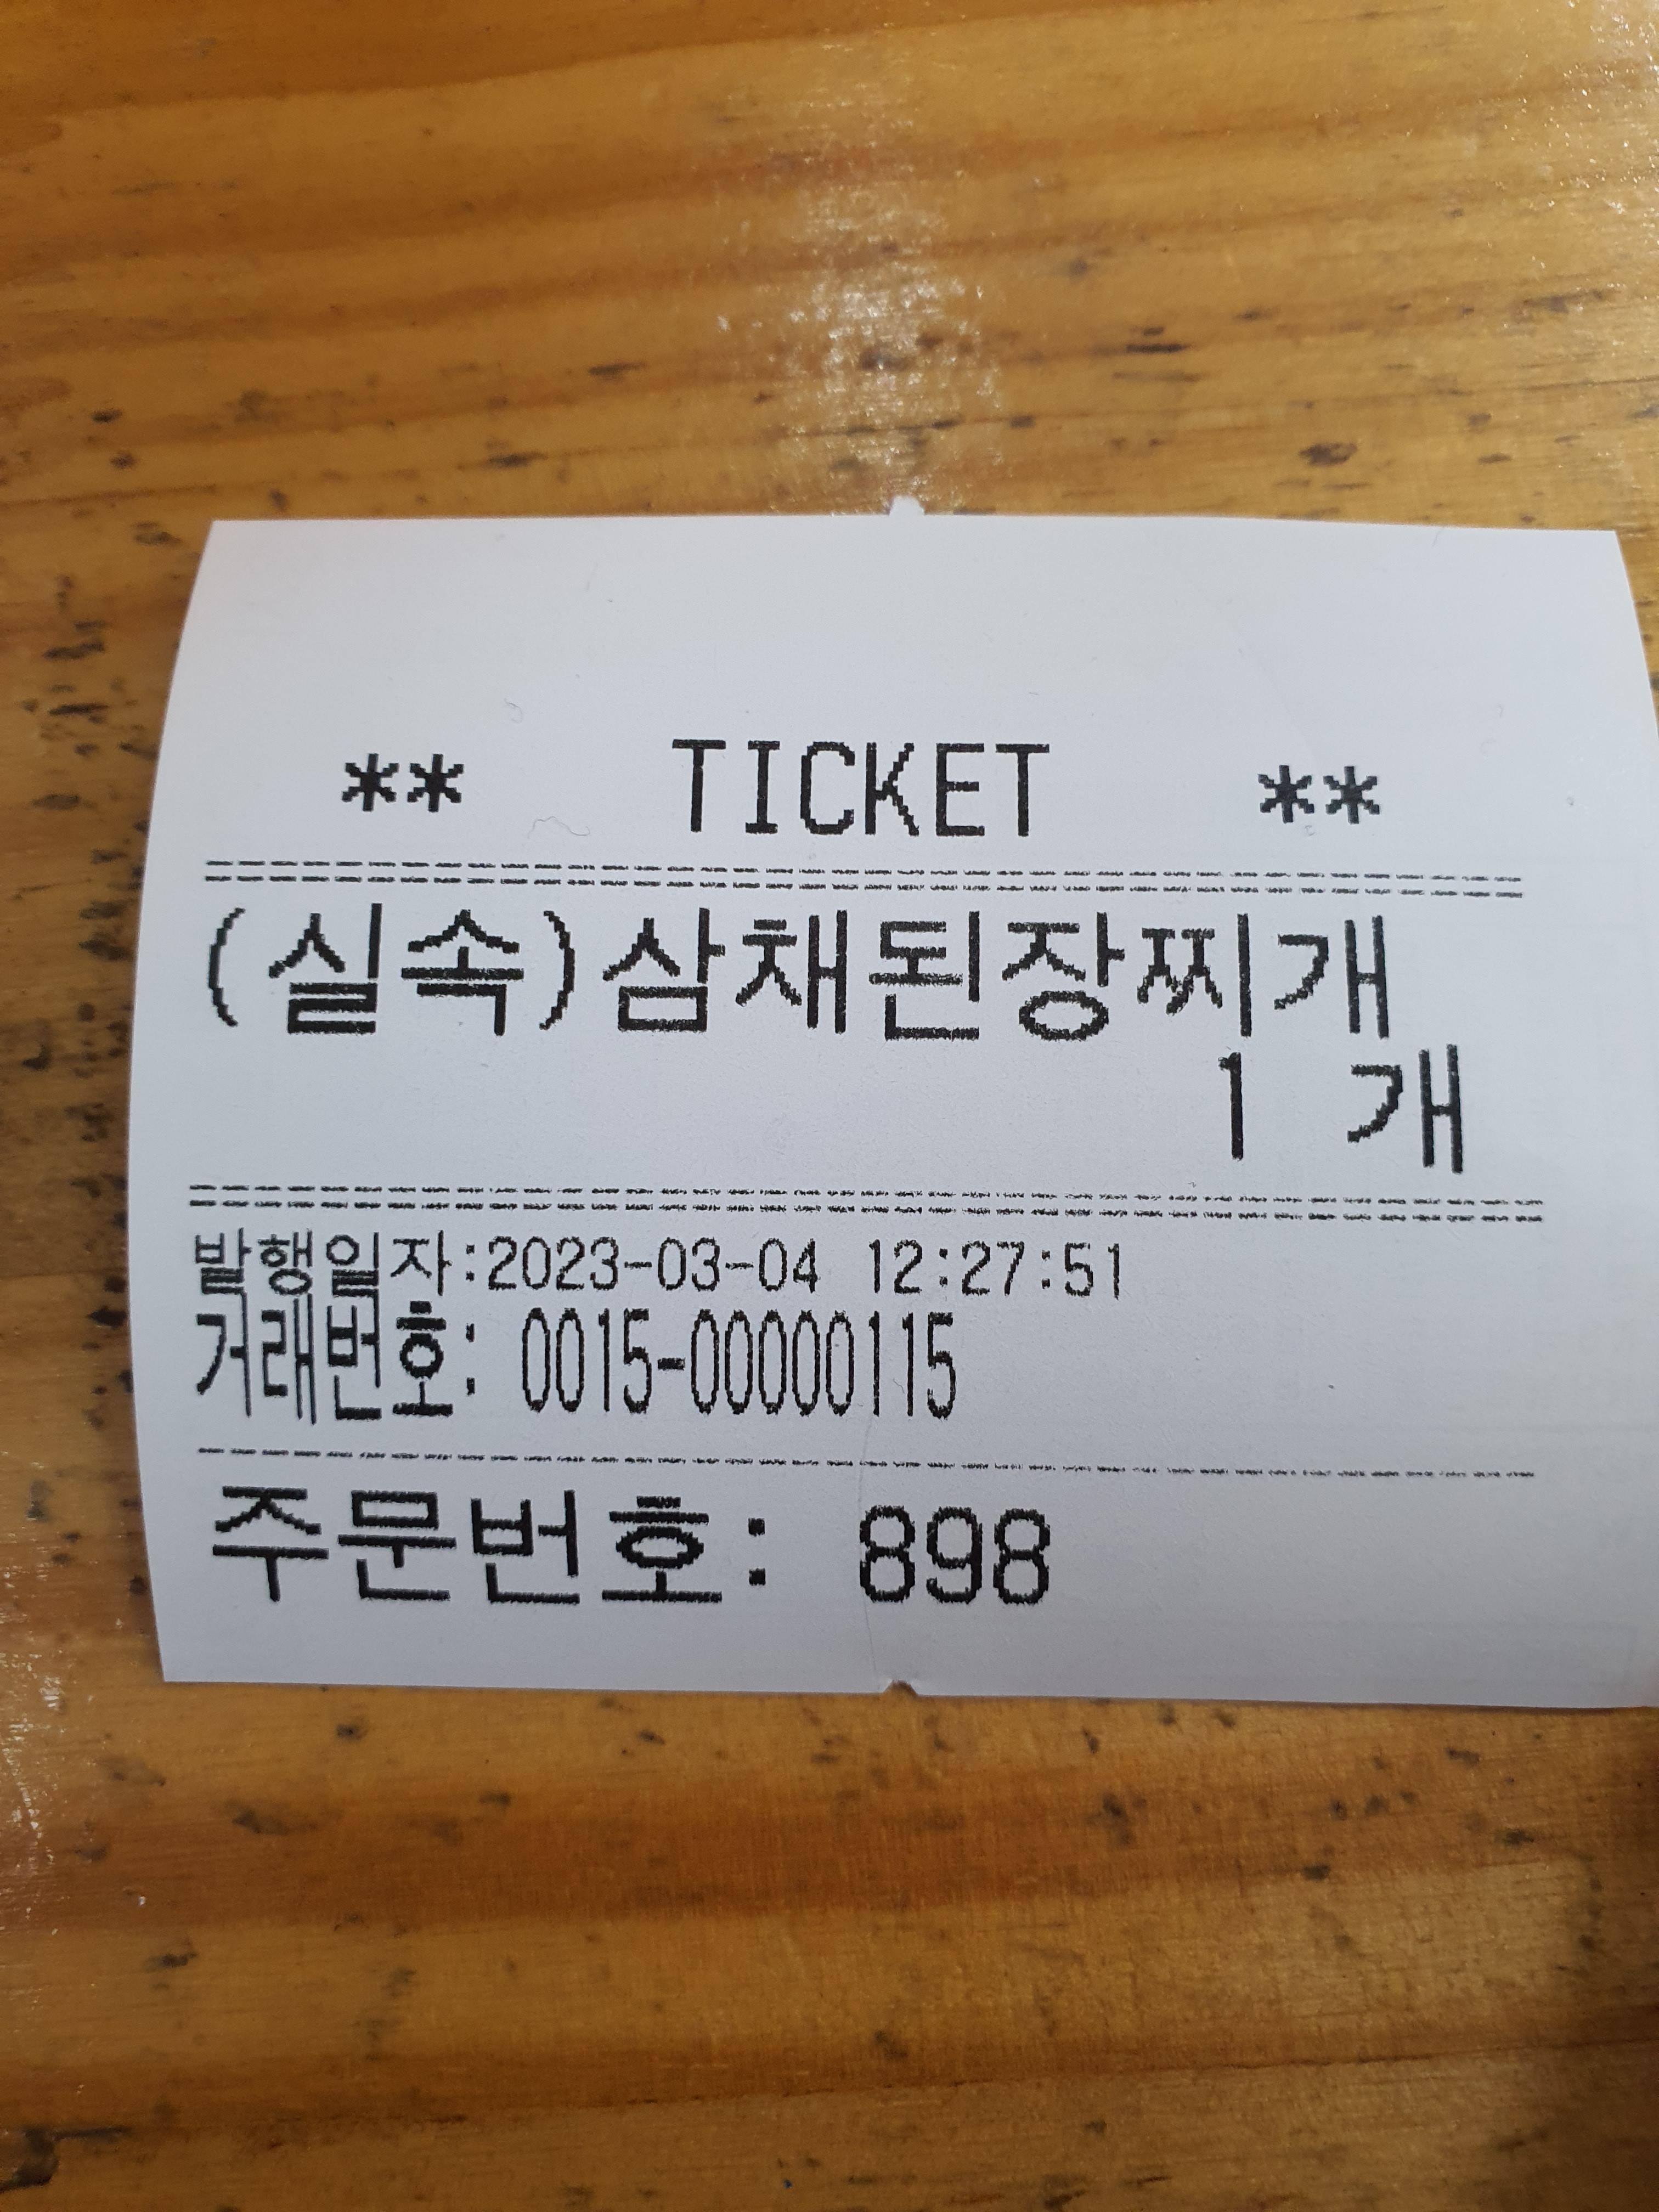 ** TICKET **
(실속)삼채된장찌개
1 개
발행일자:2023-03-04 12:27:51
거래번호: 0015-00000115
주문번호: 898